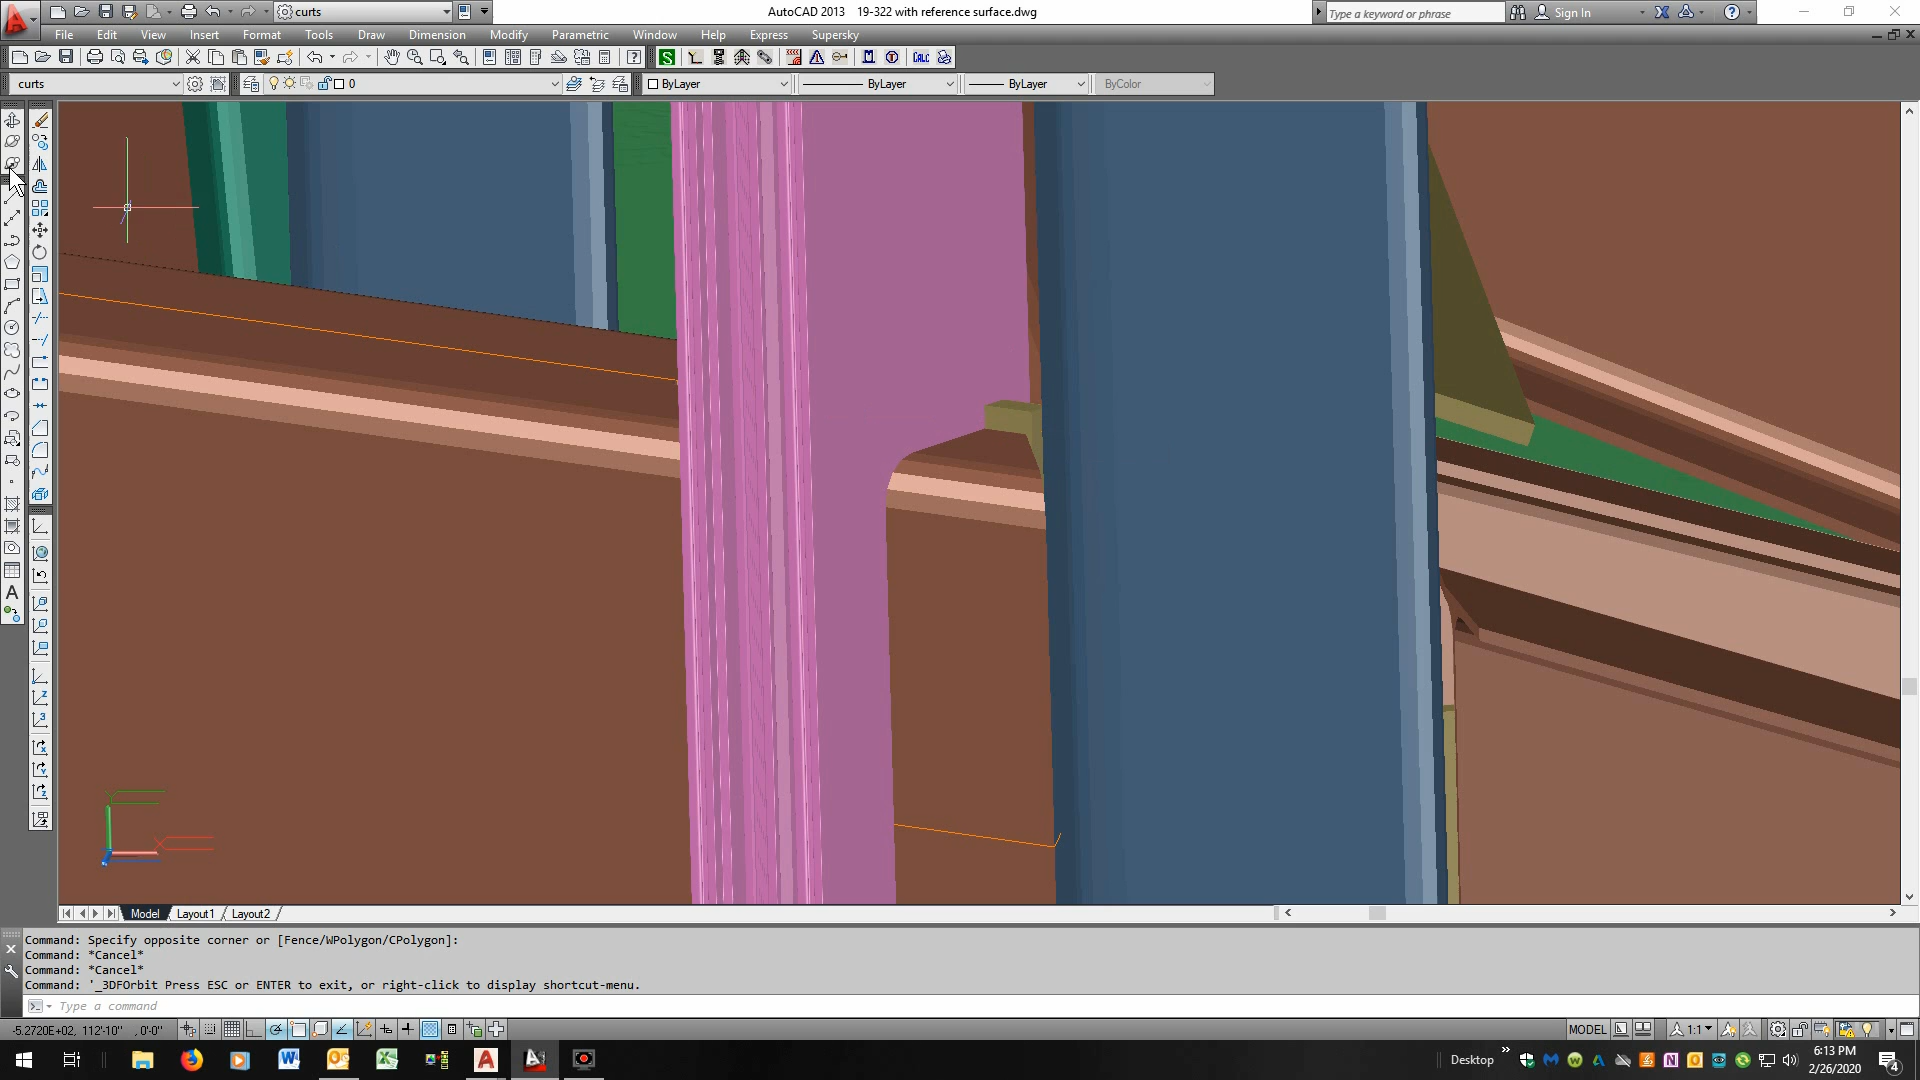 curts
AutoCAD 2013 19-322 with reference surface.dwg
Type a keyword or phrase
Sign In
File Edit View Insert Format Tools Draw Dimension Modify Parametric Window Help Express Supersky
CALC
curts
0
ByLayer
ByLayer
ByLayer
ByColor
Model Layout1 Layout2
Command: Specify opposite corner or [Fence/WPolygon/CPolygon]:
Command: *Cancel*
Command: *Cancel*
Command: '_3DFOrbit Press ESC or ENTER to exit, or right-click to display shortcut-menu.
Type a command
-5.2720E+02, 112'-10" , 0'-0"
MODEL
1:1
Desktop
6:13 PM
2/26/2020
4